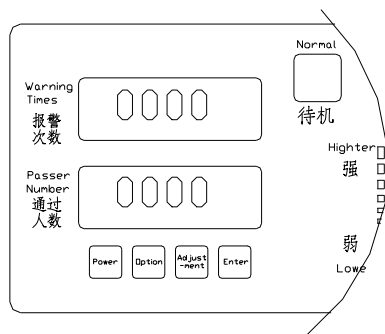 Normal
待机
Warning
Times
报警
次数
0000
Highter
强
Passer
Number
通过
人数
0000
弱
Lowe
Power
Option
Adjust
-ment
Enter